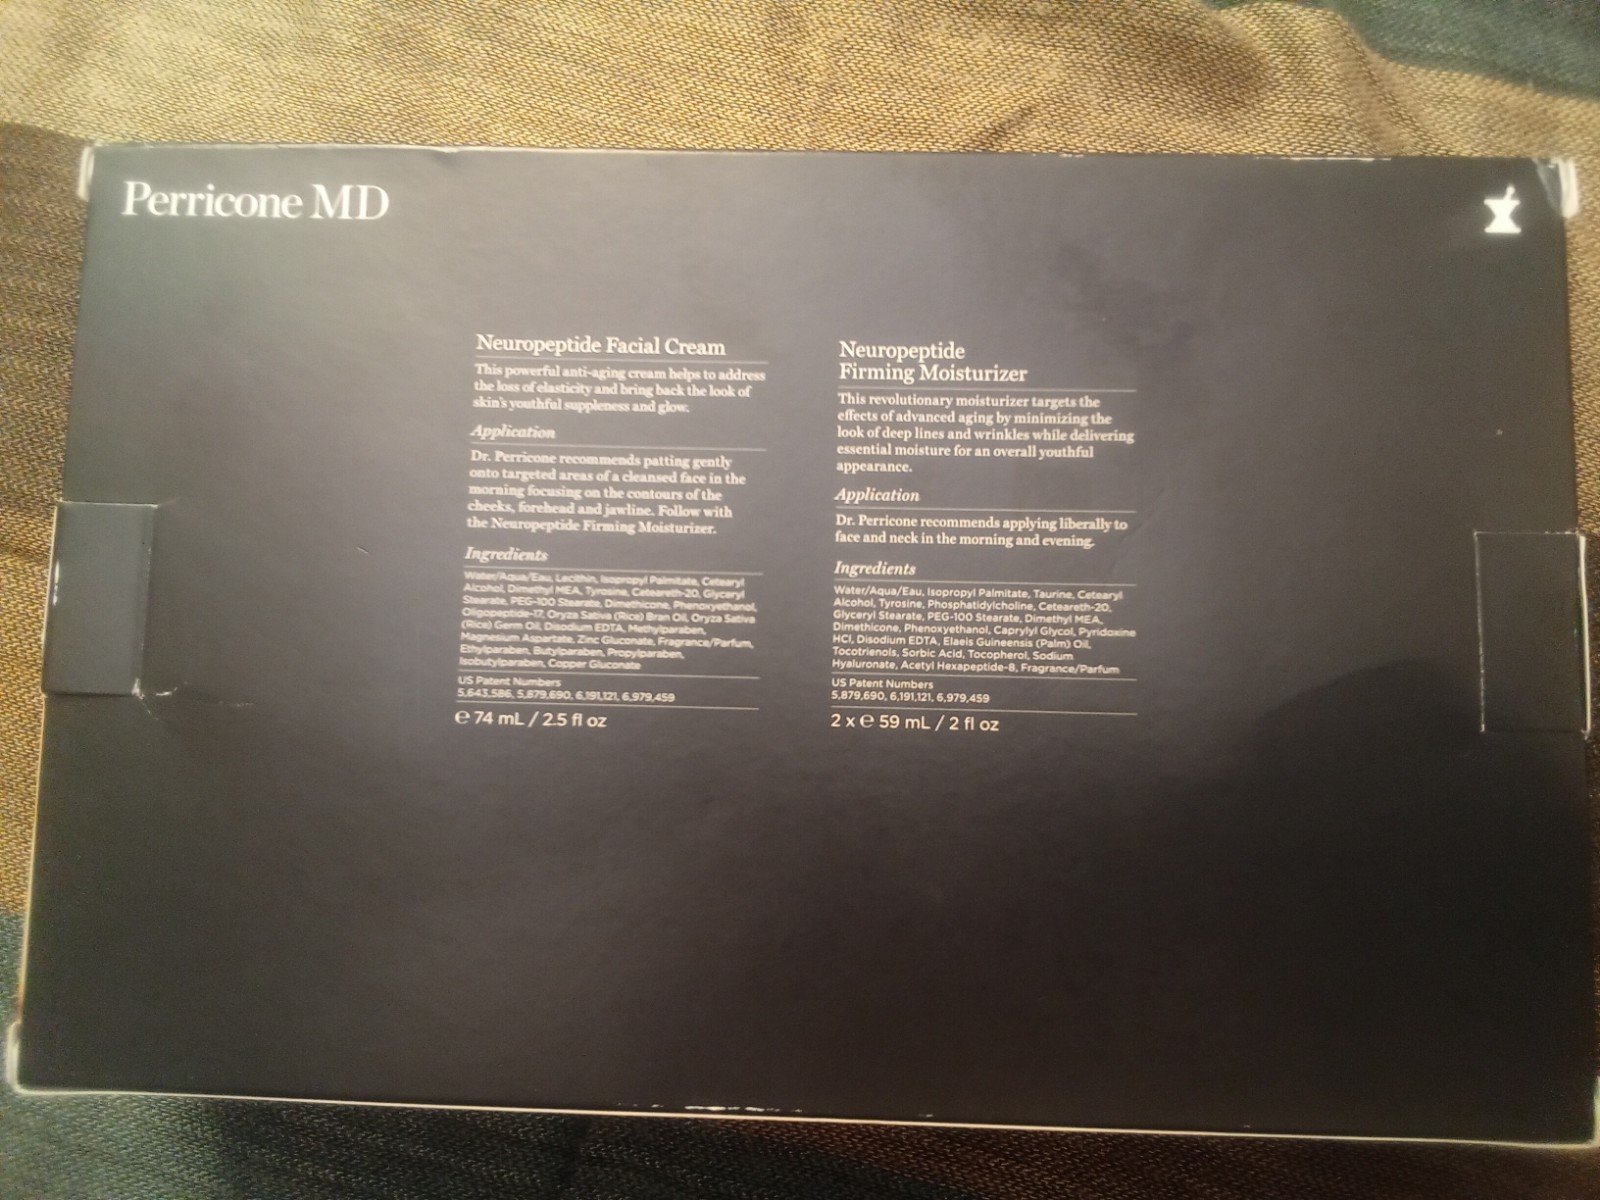 Perricone MD
Neuropeptide Facial Cream
This powerful anti-aging cream helps to address
the loss of elasticity and bring back the look of
skin's youthful suppleness and glow.
Application
Dr. Perricone recommends patting gently
onto targeted areas of a cleansed face in the
morning focusing on the contours of the
cheeks, forehead and jawline. Follow with
the Neuropeptide Firming Moisturizer.
Ingredients
Water/Aqua/Eau, Lecithin, Isopropyl Palmitate, Cetearyl
Alcohol, Dimethyl MEA, Tyrosine, Ceteareth-20, Glyceryl
Stearate, PEG-100 Stearate, Dimethicone, Phenoxyethanol,
Oligopeptide-17, Oryza Sativa (Rice) Bran Oil, Oryza Sativa
(Rice) Germ Oil, Disodium EDTA, Methylparaben,
Magnesium Aspartate, Zinc Gluconate, Fragrance/Parfum,
Ethylparaben, Butylparaben, Propylparaben,
Isobutylparaben, Copper Gluconate
US Patent Numbers
5,643,586, 5,879,690, 6,191,121, 6,979,459
℮ 74 mL / 2.5 fl oz
Neuropeptide
Firming Moisturizer
This revolutionary moisturizer targets the
effects of advanced aging by minimizing the
look of deep lines and wrinkles while delivering
essential moisture for an overall youthful
appearance.
Application
Dr. Perricone recommends applying liberally to
face and neck in the morning and evening.
Ingredients
Water/Aqua/Eau, Isopropyl Palmitate, Taurine, Cetearyl
Alcohol, Tyrosine, Phosphatidylcholine, Ceteareth-20,
Glyceryl Stearate, PEG-100 Stearate, Dimethyl MEA,
Dimethicone, Phenoxyethanol, Caprylyl Glycol, Pyridoxine
HCl, Disodium EDTA, Elaeis Guineensis (Palm) Oil,
Tocotrienols, Sorbic Acid, Tocopherol, Sodium
Hyaluronate, Acetyl Hexapeptide-8, Fragrance/Parfum
US Patent Numbers
5,879,690, 6,191,121, 6,979,459
2 x ℮ 59 mL / 2 fl oz